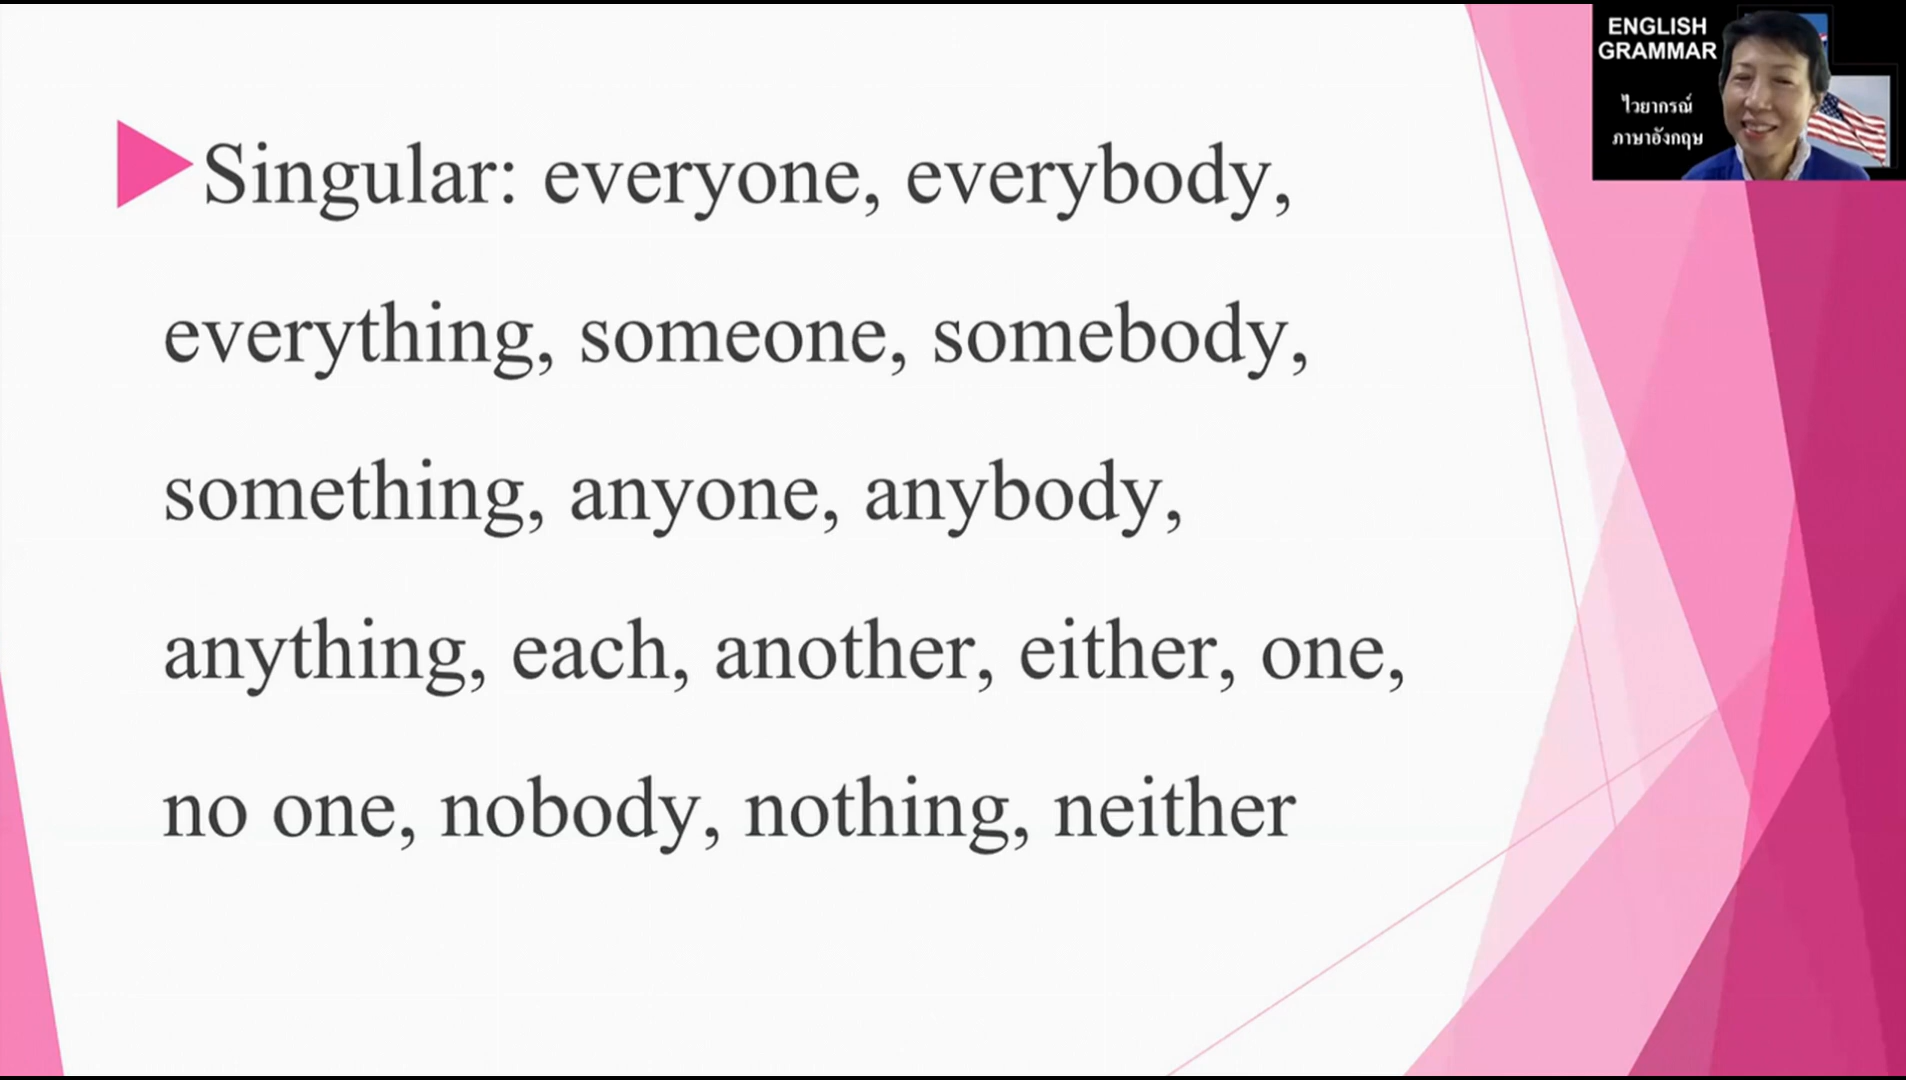 Singular: everyone, everybody,
everything, someone, somebody,
something, anyone, anybody,
anything, each, another, either, one,
no one, nobody, nothing, neither
ENGLISH
GRAMMAR
ไวยากรณ์
ภาษาอังกฤษ